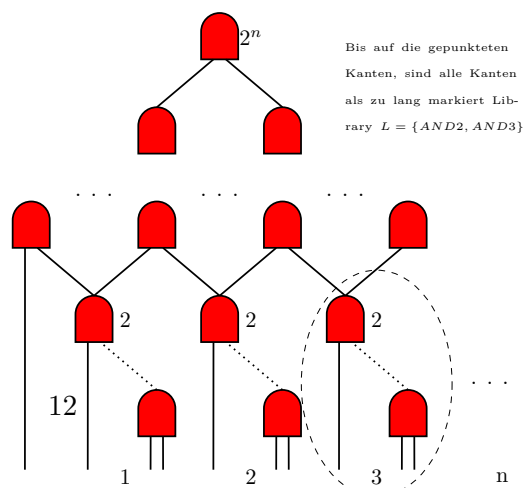 2^n
Bis auf die gepunkteten
Kanten, sind alle Kanten
als zu lang markiert Lib-
rary L = {AND2, AND3}
. . . . . . . . .
2 2 2
. . .
12
1 2 3 n